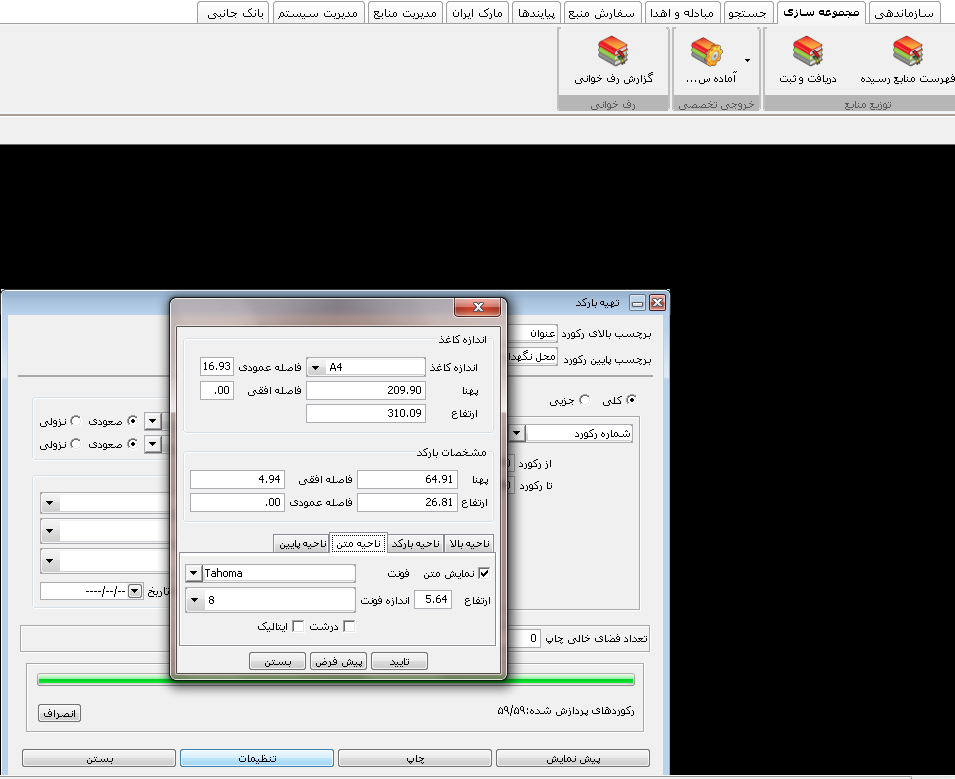 سازماندهی	مجموعه سازی	جستجو	مبادله و اهدا	سفارش منبع	پیایندها	مارک ایران	مدیریت منابع	مدیریت سیستم	بانک جانبی
فهرست منابع رسیده	دریافت و ثبت	آماده س...	گزارش رف خوانی
توزیع منابع	خروجی تخصصی	رف خوانی
تهیه بارکد
برچسب بالای رکورد	عنوان
برچسب پایین رکورد
کلی	جزیی
شماره رکورد
از رکورد
تا رکورد
صعودی	نزولی
صعودی	نزولی
تاریخ	--/--/----
تعداد فضای خالی چاپ	0
رکوردهای پردازش شده:۵۹/۵۹
انصراف
پیش نمایش	چاپ	تنظیمات	بستن
اندازه کاغذ
اندازه کاغذ	A4	فاصله عمودی	16.93
پهنا	209.90	فاصله افقی	.00
ارتفاع	310.09
مشخصات بارکد
پهنا	64.91	فاصله افقی	4.94
ارتفاع	26.81	فاصله عمودی	.00
ناحیه بالا	ناحیه بارکد	ناحیه متن	ناحیه پایین
نمایش متن	فونت	Tahoma
ارتفاع	5.64	اندازه فونت	8
درشت	ایتالیک
تایید	پیش فرض	بستن